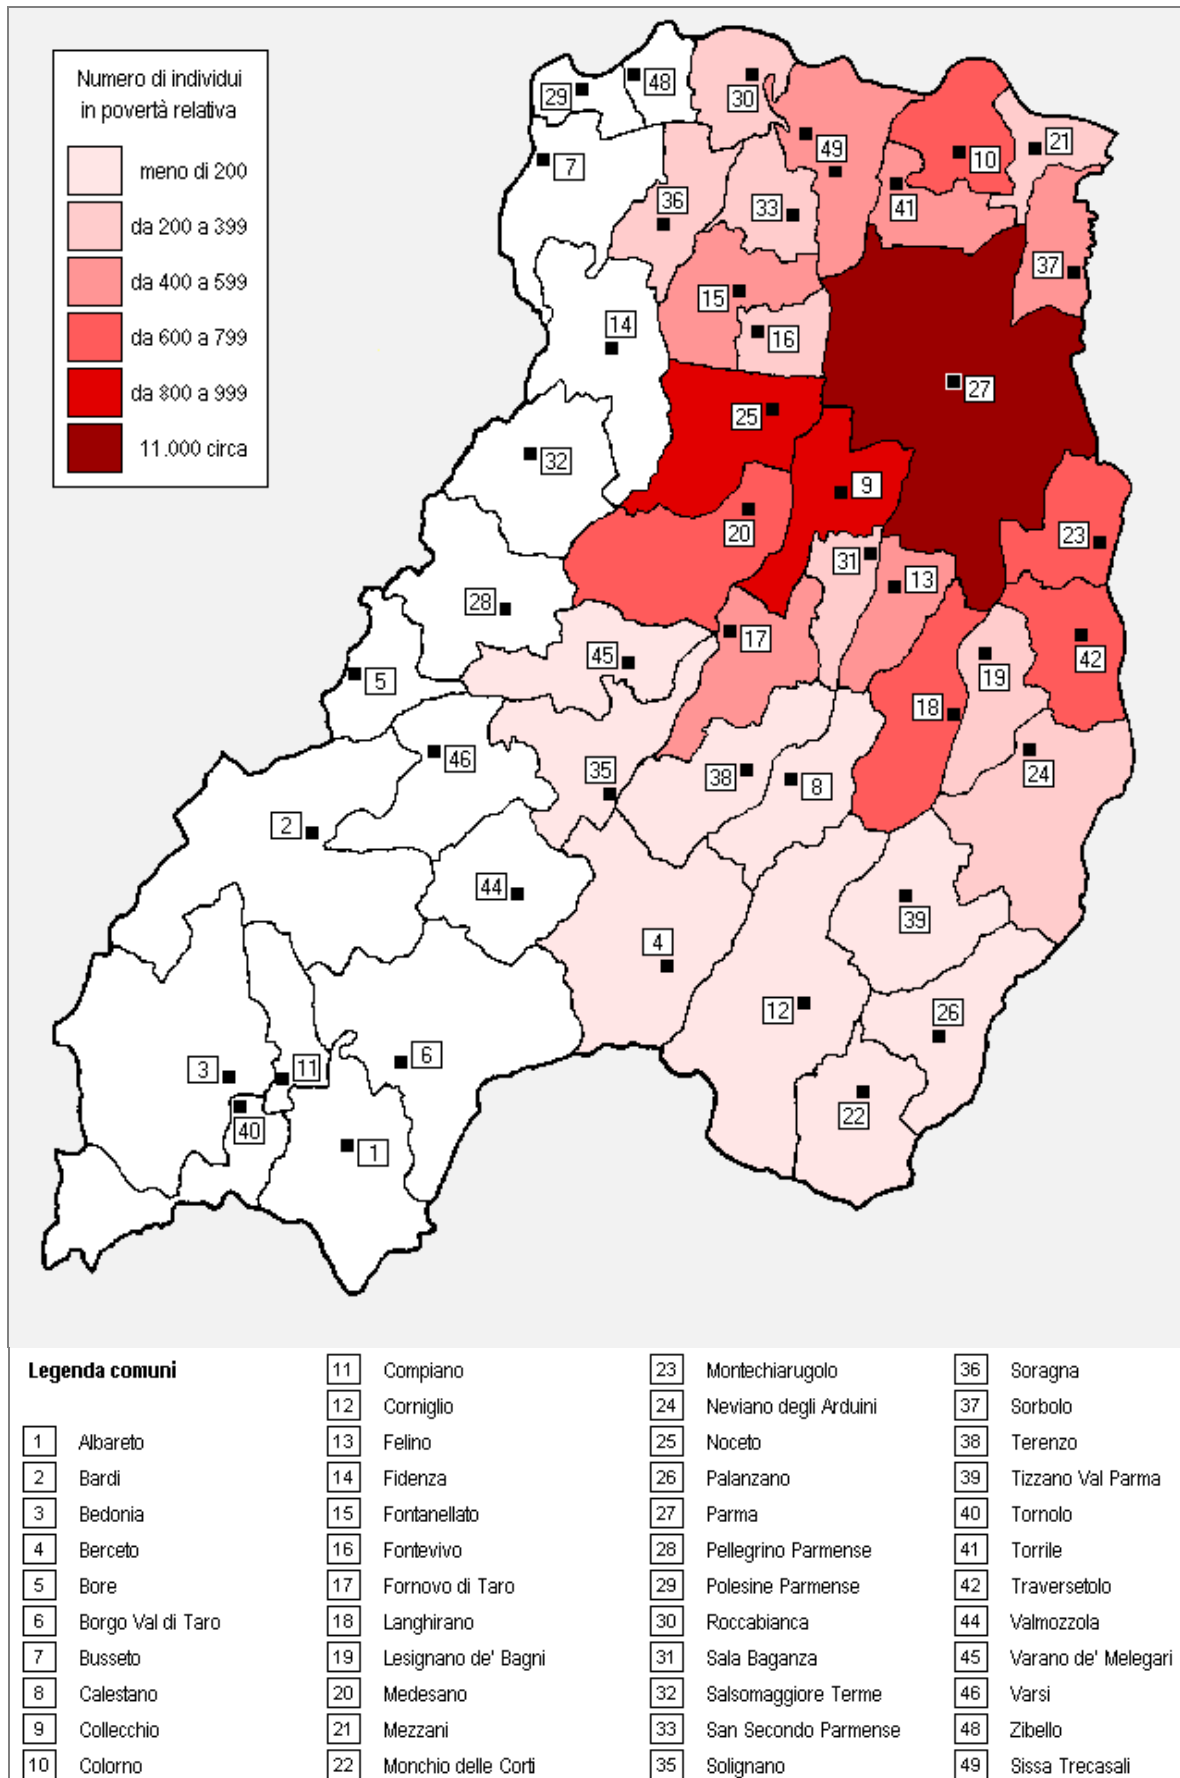 Numero di individui
in povertà relativa
meno di 200
da 200 a 399
da 400 a 599
da 600 a 799
da 800 a 999
11.000 circa
29
48
30
7
49
10
21
36
33
41
37
15
14
16
27
25
32
9
20
23
31
13
28
17
45
19
42
5
18
46
35
38
8
24
2
44
39
4
12
26
3
11
6
22
40
1
Legenda comuni
1 Albareto
2 Bardi
3 Bedonia
4 Berceto
5 Bore
6 Borgo Val di Taro
7 Busseto
8 Calestano
9 Collecchio
10 Colorno
11 Compiano
12 Corniglio
13 Felino
14 Fidenza
15 Fontanellato
16 Fontevivo
17 Fornovo di Taro
18 Langhirano
19 Lesignano de' Bagni
20 Medesano
21 Mezzani
22 Monchio delle Corti
23 Montechiarugolo
24 Neviano degli Arduini
25 Noceto
26 Palanzano
27 Parma
28 Pellegrino Parmense
29 Polesine Parmense
30 Roccabianca
31 Sala Baganza
32 Salsomaggiore Terme
33 San Secondo Parmense
35 Solignano
36 Soragna
37 Sorbolo
38 Terenzo
39 Tizzano Val Parma
40 Tornolo
41 Torrile
42 Traversetolo
44 Valmozzola
45 Varano de' Melegari
46 Varsi
48 Zibello
49 Sissa Trecasali